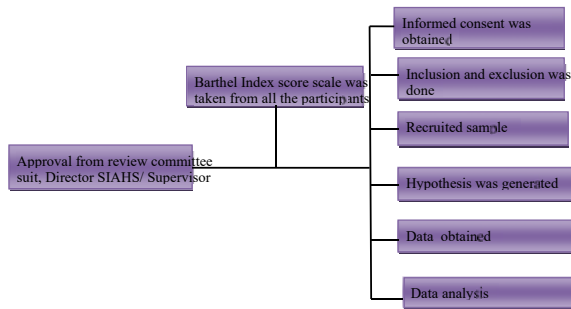 Informed consent was
obtained
Inclusion and exclusion was
done
Barthel Index score scale was
taken from all the participants
Recruited sample
Approval from review committee
suit, Director SIAHS/ Supervisor
Hypothesis was generated
Data obtained
Data analysis